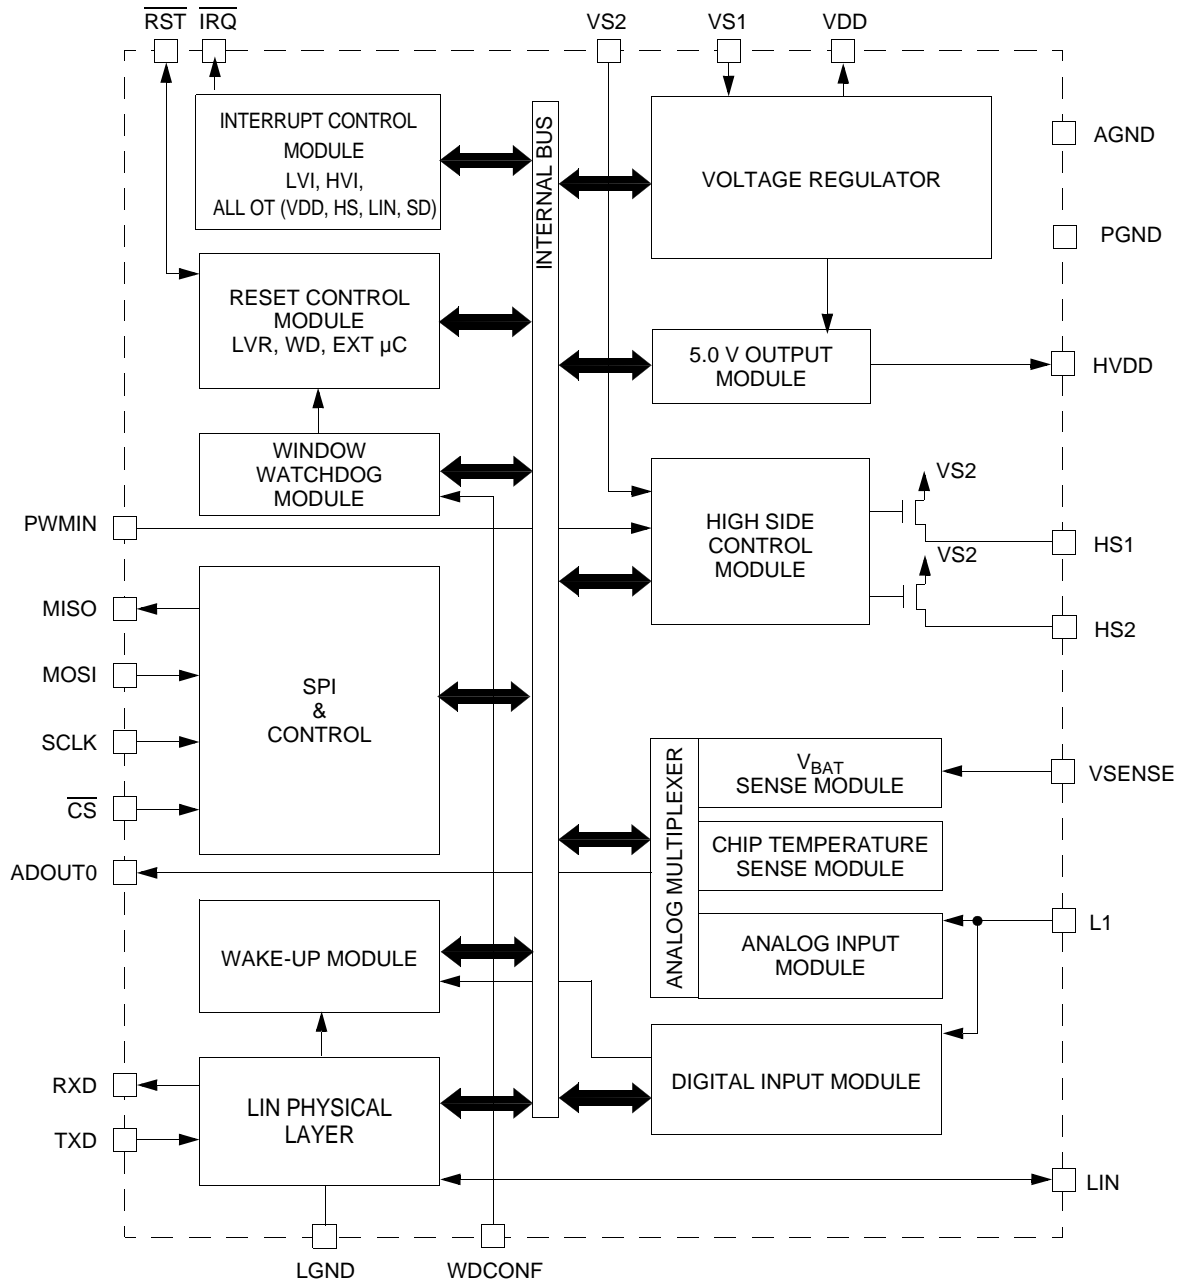 RST IRQ VS2 VS1 VDD
INTERRUPT CONTROL
MODULE
LVI, HVI,
ALL OT (VDD, HS, LIN, SD)
INTERNAL BUS
VOLTAGE REGULATOR
AGND
PGND
RESET CONTROL
MODULE
LVR, WD, EXT µC
5.0 V OUTPUT
MODULE
HVDD
WINDOW
WATCHDOG
MODULE
PWMIN
HIGH SIDE
CONTROL
MODULE
VS2
HS1
VS2
HS2
MISO
MOSI
SCLK
CS
SPI
&
CONTROL
ADOUT0
ANALOG MULTIPLEXER
VBAT
SENSE MODULE
VSENSE
CHIP TEMPERATURE
SENSE MODULE
ANALOG INPUT
MODULE
L1
WAKE-UP MODULE
DIGITAL INPUT MODULE
RXD
TXD
LIN PHYSICAL
LAYER
LIN
LGND WDCONF